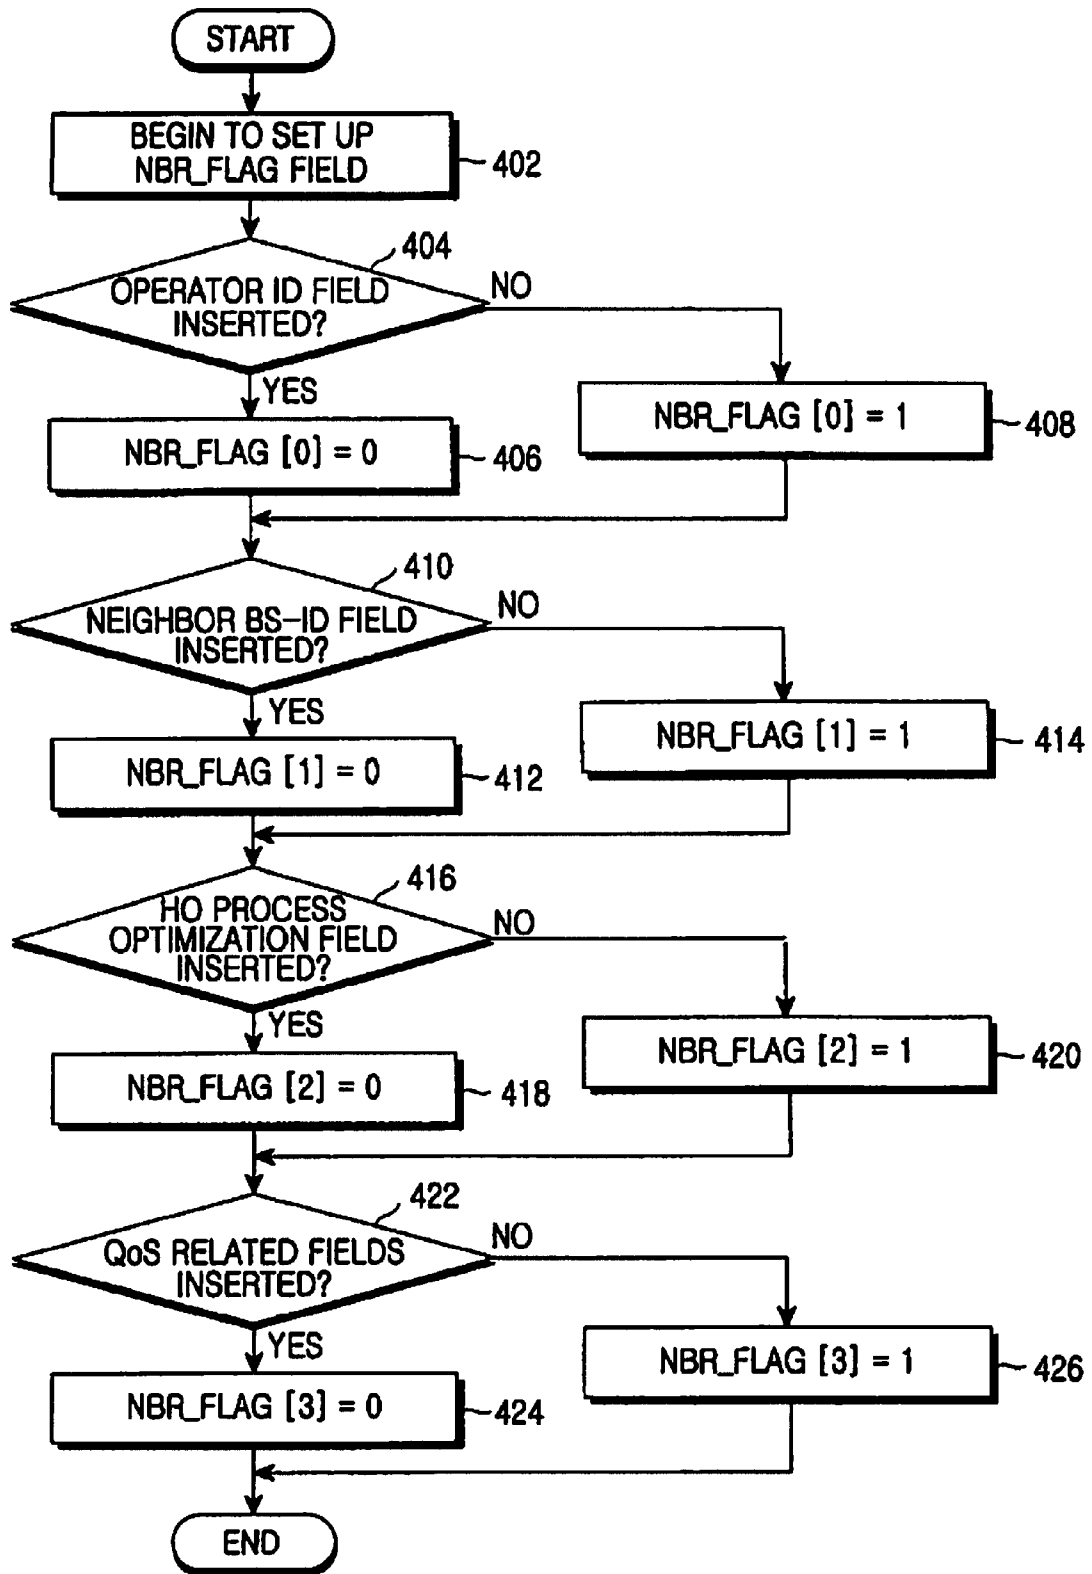 START
BEGIN TO SET UP
NBR_FLAG FIELD
402
404
OPERATOR ID FIELD
INSERTED?
NO
YES
NBR_FLAG [0] = 0
406
NBR_FLAG [0] = 1
408
410
NEIGHBOR BS-ID FIELD
INSERTED?
NO
YES
NBR_FLAG [1] = 0
412
NBR_FLAG [1] = 1
414
416
HO PROCESS
OPTIMIZATION FIELD
INSERTED?
NO
YES
NBR_FLAG [2] = 0
418
NBR_FLAG [2] = 1
420
422
QoS RELATED FIELDS
INSERTED?
NO
YES
NBR_FLAG [3] = 0
424
NBR_FLAG [3] = 1
426
END